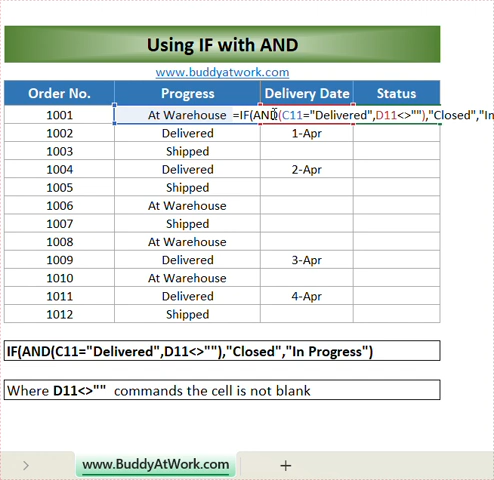 Using IF with AND
www.buddyatwork.com
Order No. Progress Delivery Date Status
1001 At Warehouse =IF(AND(C11="Delivered",D11<>""),"Closed","In
1002 Delivered 1-Apr
1003 Shipped
1004 Delivered 2-Apr
1005 Shipped
1006 At Warehouse
1007 Shipped
1008 At Warehouse
1009 Delivered 3-Apr
1010 At Warehouse
1011 Delivered 4-Apr
1012 Shipped
IF(AND(C11="Delivered",D11<>""),"Closed","In Progress")
Where D11<>"" commands the cell is not blank
www.BuddyAtWork.com